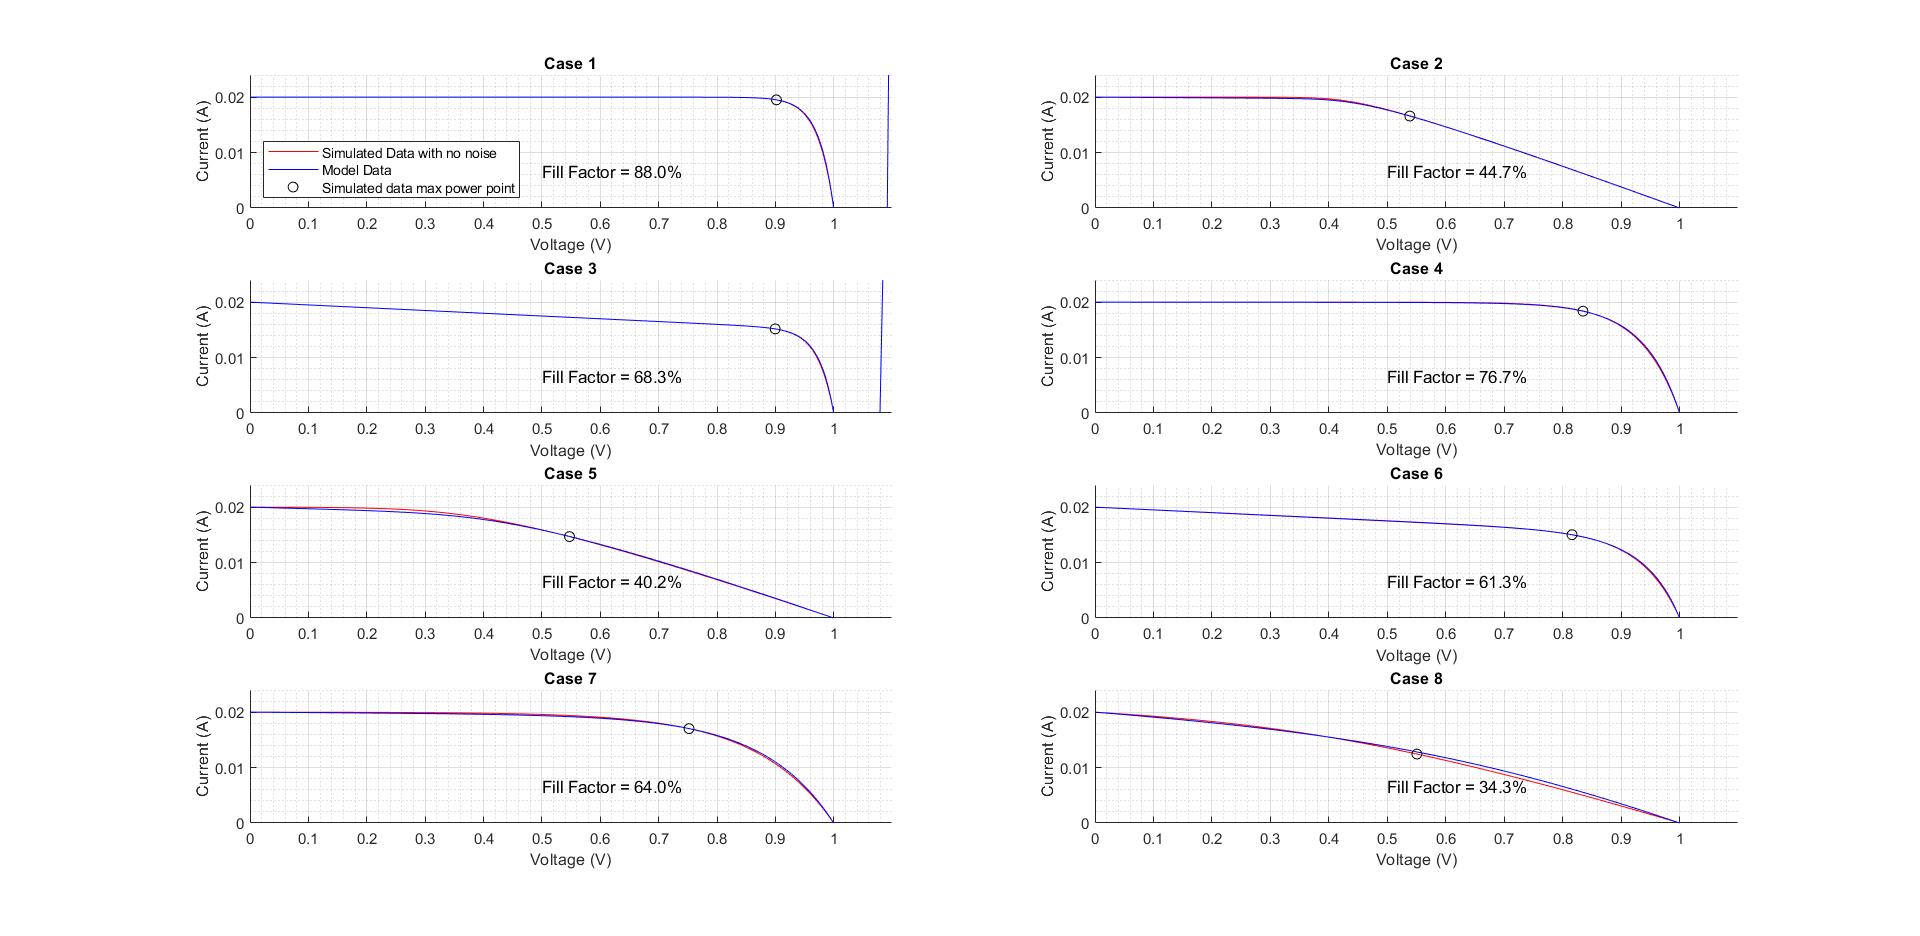 Case 1
Current (A)
0.02
0.01
0
Simulated Data with no noise
Model Data
Simulated data max power point
Fill Factor = 88.0%
0 0.1 0.2 0.3 0.4 0.5 0.6 0.7 0.8 0.9 1
Voltage (V)
Case 2
Current (A)
0.02
0.01
0
Fill Factor = 44.7%
0 0.1 0.2 0.3 0.4 0.5 0.6 0.7 0.8 0.9 1
Voltage (V)
Case 3
Current (A)
0.02
0.01
0
Fill Factor = 68.3%
0 0.1 0.2 0.3 0.4 0.5 0.6 0.7 0.8 0.9 1
Voltage (V)
Case 4
Current (A)
0.02
0.01
0
Fill Factor = 76.7%
0 0.1 0.2 0.3 0.4 0.5 0.6 0.7 0.8 0.9 1
Voltage (V)
Case 5
Current (A)
0.02
0.01
0
Fill Factor = 40.2%
0 0.1 0.2 0.3 0.4 0.5 0.6 0.7 0.8 0.9 1
Voltage (V)
Case 6
Current (A)
0.02
0.01
0
Fill Factor = 61.3%
0 0.1 0.2 0.3 0.4 0.5 0.6 0.7 0.8 0.9 1
Voltage (V)
Case 7
Current (A)
0.02
0.01
0
Fill Factor = 64.0%
0 0.1 0.2 0.3 0.4 0.5 0.6 0.7 0.8 0.9 1
Voltage (V)
Case 8
Current (A)
0.02
0.01
0
Fill Factor = 34.3%
0 0.1 0.2 0.3 0.4 0.5 0.6 0.7 0.8 0.9 1
Voltage (V)